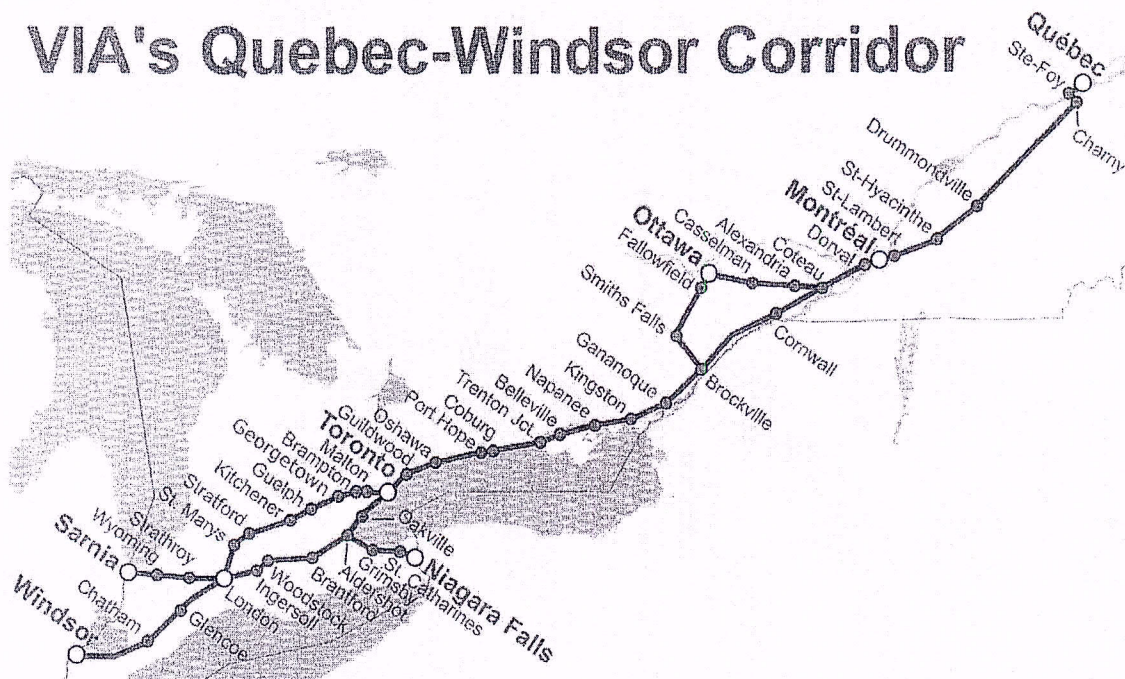 VIA's Quebec-Windsor Corridor
Québec
Ste-Foy
Charny
Drummondville
St-Hyacinthe
St-Lambert
Montréal
Dorval
Coteau
Alexandria
Casselman
Ottawa
Fallowfield
Smiths Falls
Cornwall
Brockville
Gananoque
Kingston
Napanee
Belleville
Trenton Jct.
Coburg
Port Hope
Oshawa
Guildwood
Toronto
Malton
Brampton
Georgetown
Guelph
Kitchener
Stratford
St. Marys
Strathroy
Wyoming
Sarnia
Oakville
Niagara Falls
St. Catharines
Grimsby
Aldershot
Brantford
Woodstock
Ingersoll
London
Glencoe
Chatham
Windsor